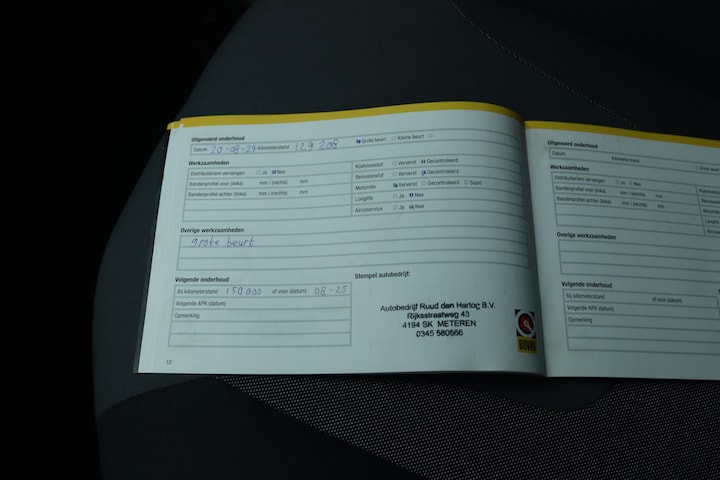 Uitgevoerd onderhoud
Datum 20-08-24 Kilometerstand 129.208 Grote beurt Kleine beurt
Werkzaamheden
Distributieriem vervangen Ja Nee
Bandenprofiel voor (links) mm / (rechts) mm
Bandenprofiel achter (links) mm / (rechts) mm
Koelvloeistof Ververst Gecontroleerd
Remvloeistof Ververst Gecontroleerd
Motorolie Ververst Gecontroleerd Soort
Longlife Ja Nee
Aircoservice Ja Nee
Overige werkzaamheden
grote beurt
Volgende onderhoud
Bij kilometerstand 150.000 of voor (datum) 08-25
Volgende APK (datum)
Opmerking
Stempel autobedrijf:
Autobedrijf Ruud den Hartog B.V.
Rijksstraatweg 43
4194 SK METEREN
0345 580566
BOVAG
12
Uitgevoerd onderhoud
Datum Kilometerstand
Werkzaamheden
Distributieriem vervangen Ja Nee
Bandenprofiel voor (links) mm / (rechts) mm
Bandenprofiel achter (links) mm / (rechts) mm
Overige werkzaamheden
Volgende onderhoud
Bij kilometerstand of voor (datum)
Volgende APK (datum)
Opmerking